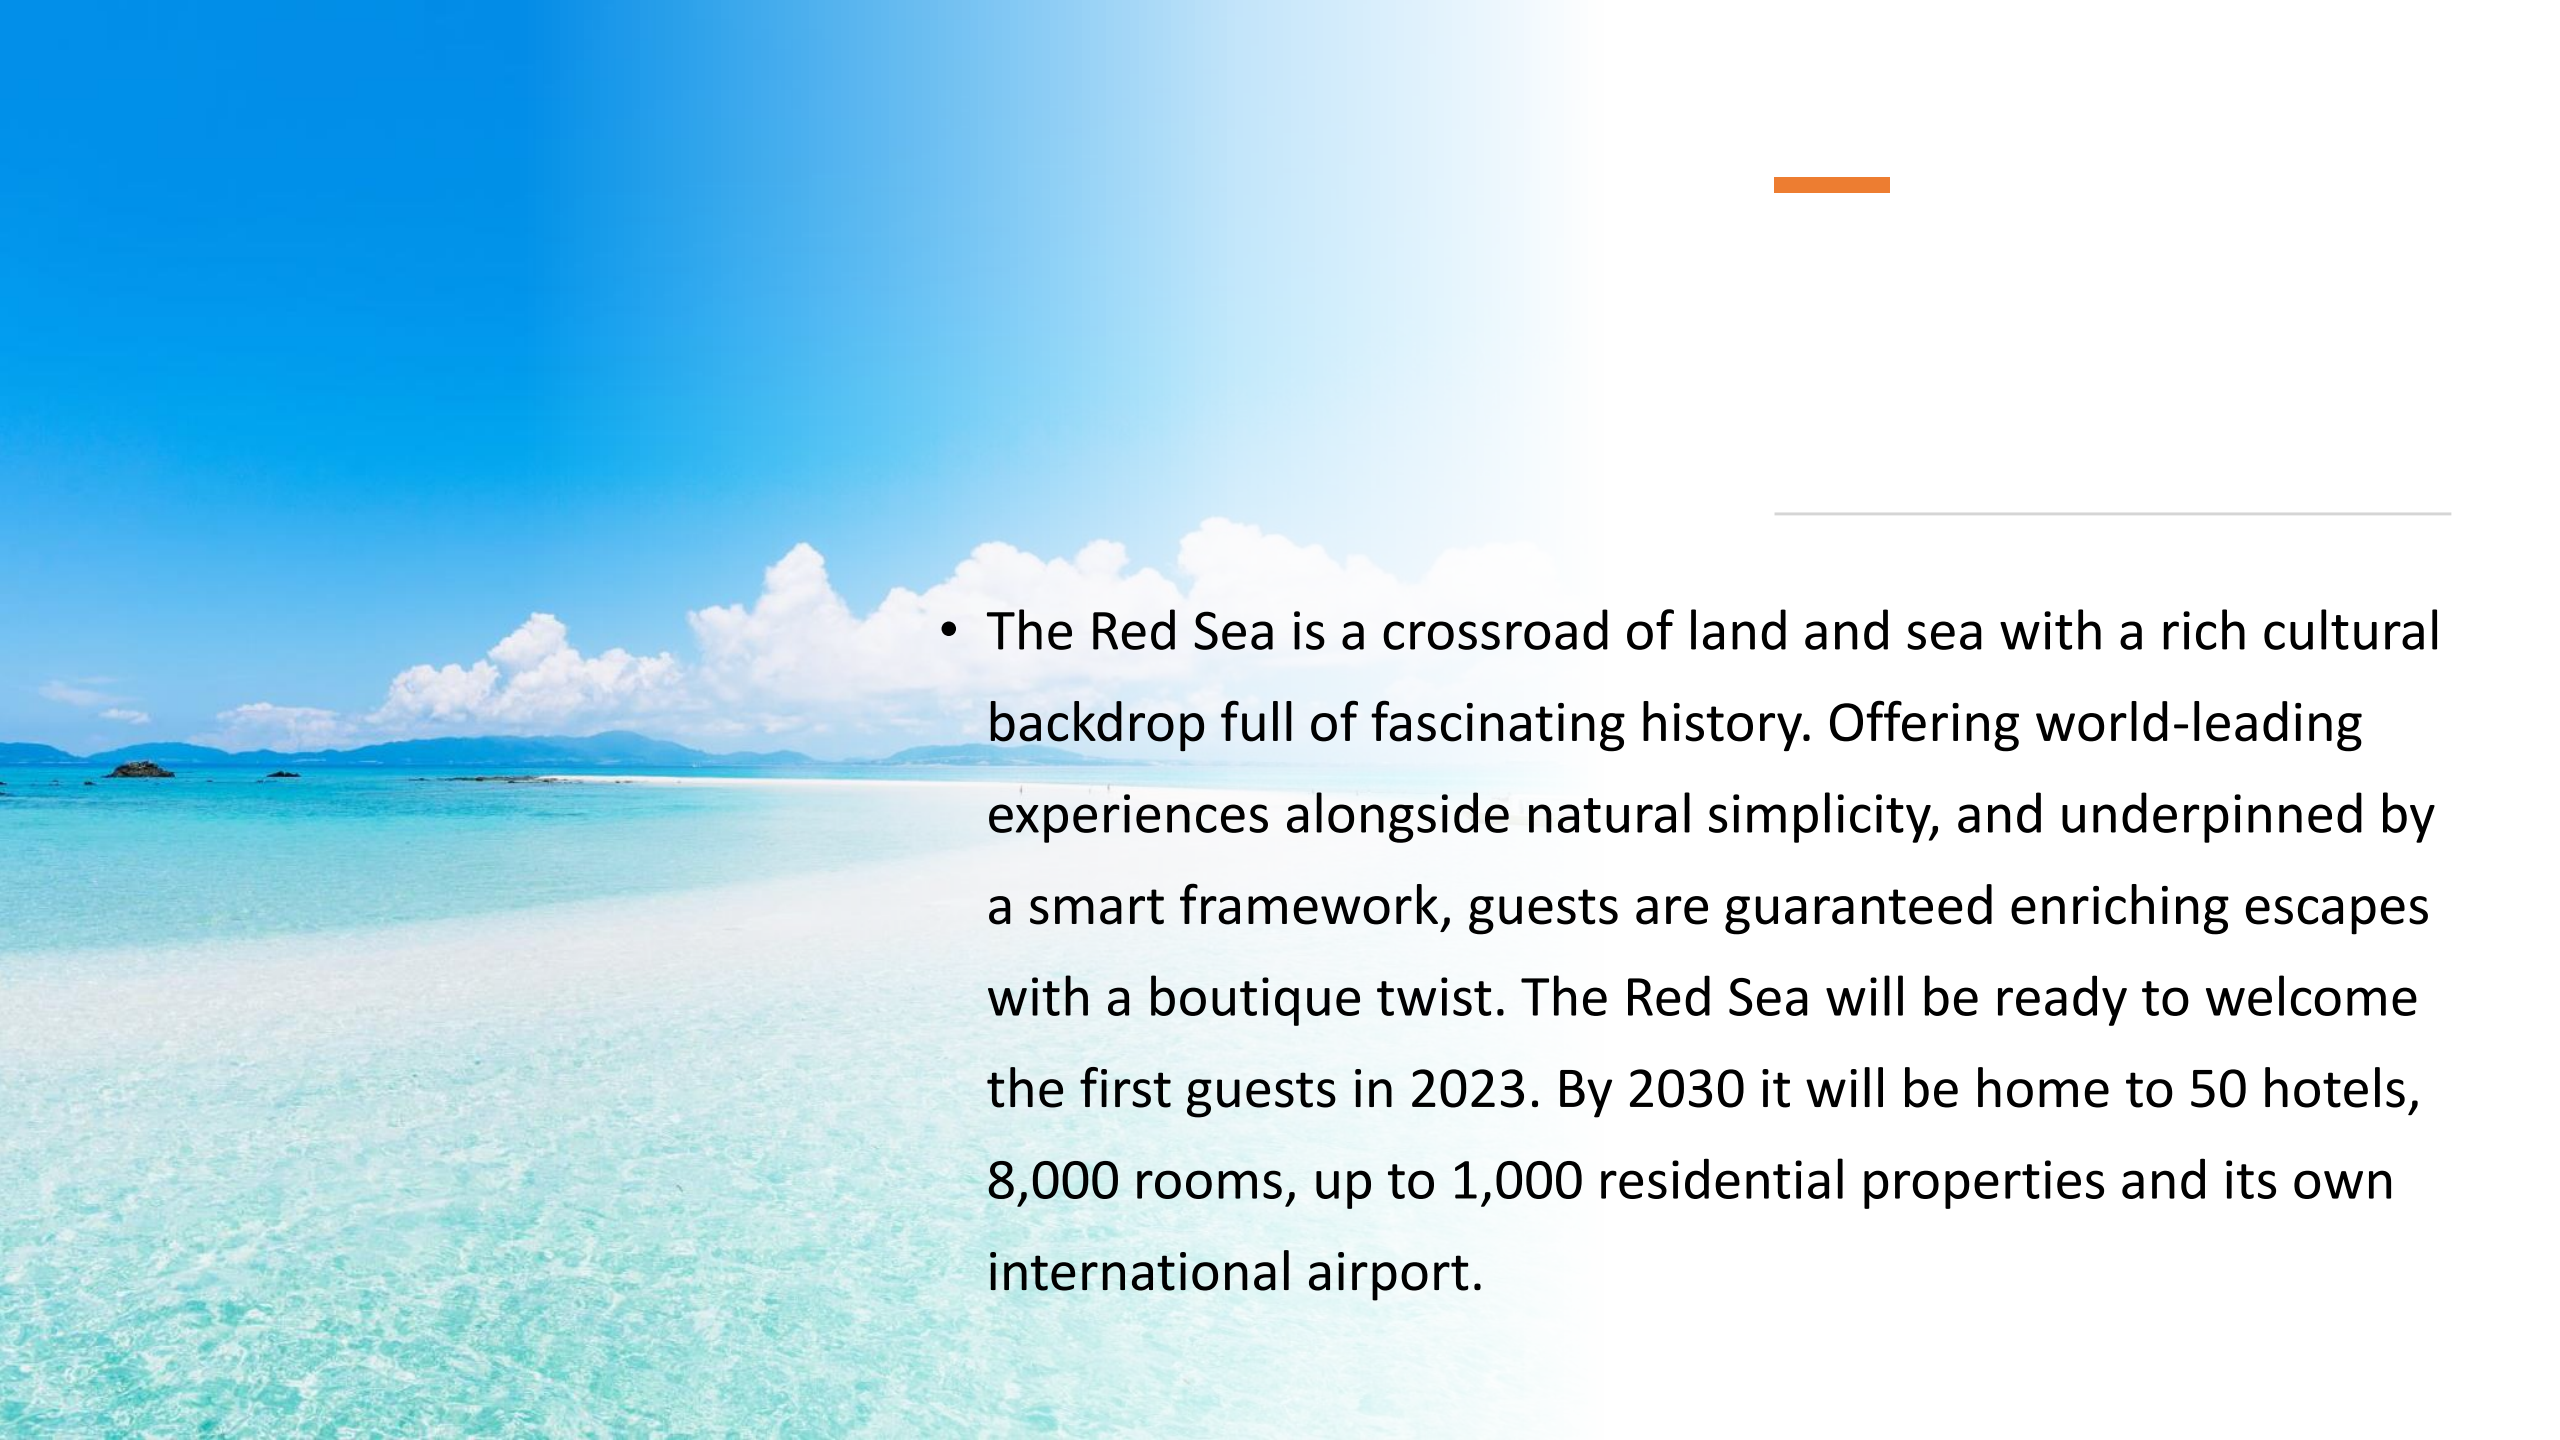 • The Red Sea is a crossroad of land and sea with a rich cultural
backdrop full of fascinating history. Offering world-leading
experiences alongside natural simplicity, and underpinned by
a smart framework, guests are guaranteed enriching escapes
with a boutique twist. The Red Sea will be ready to welcome
the first guests in 2023. By 2030 it will be home to 50 hotels,
8,000 rooms, up to 1,000 residential properties and its own
international airport.